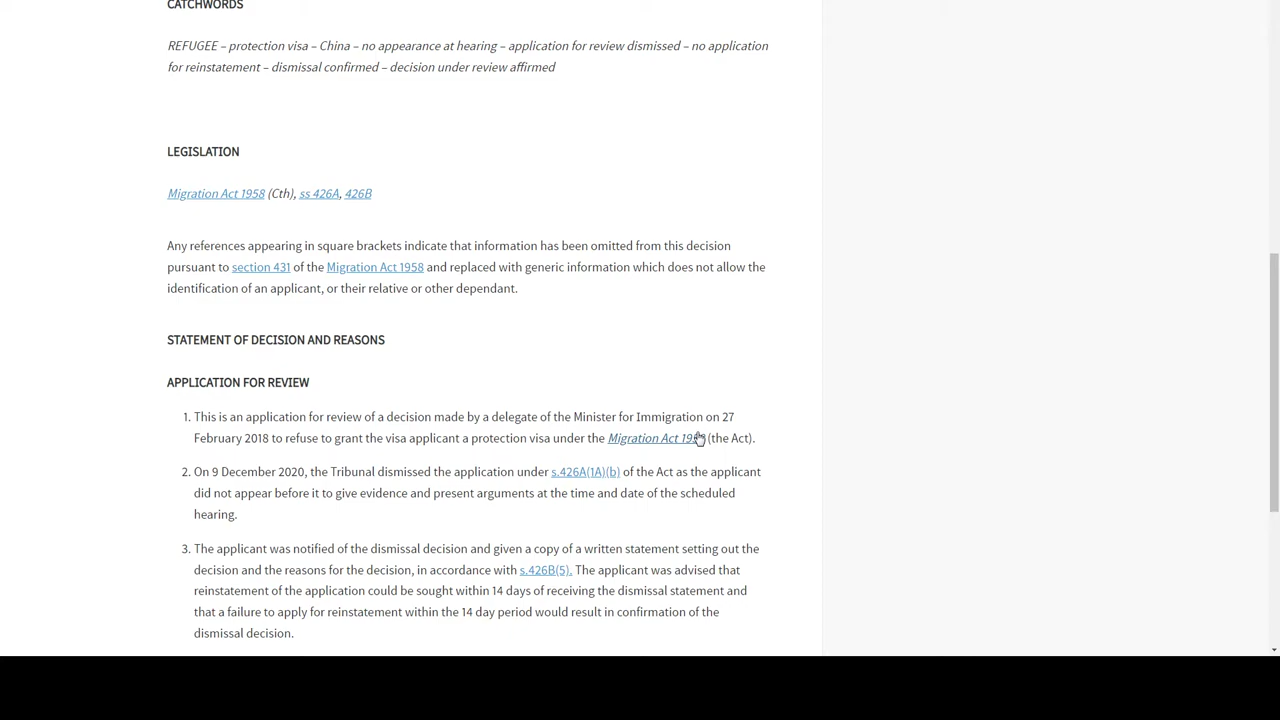 CATCHWORDS
REFUGEE – protection visa – China – no appearance at hearing – application for review dismissed – no application
for reinstatement – dismissal confirmed – decision under review affirmed
LEGISLATION
Migration Act 1958 (Cth), ss 426A, 426B
Any references appearing in square brackets indicate that information has been omitted from this decision
pursuant to section 431 of the Migration Act 1958 and replaced with generic information which does not allow the
identification of an applicant, or their relative or other dependant.
STATEMENT OF DECISION AND REASONS
APPLICATION FOR REVIEW
1. This is an application for review of a decision made by a delegate of the Minister for Immigration on 27
February 2018 to refuse to grant the visa applicant a protection visa under the Migration Act 1958 (the Act).
2. On 9 December 2020, the Tribunal dismissed the application under s.426A(1A)(b) of the Act as the applicant
did not appear before it to give evidence and present arguments at the time and date of the scheduled
hearing.
3. The applicant was notified of the dismissal decision and given a copy of a written statement setting out the
decision and the reasons for the decision, in accordance with s.426B(5). The applicant was advised that
reinstatement of the application could be sought within 14 days of receiving the dismissal statement and
that a failure to apply for reinstatement within the 14 day period would result in confirmation of the
dismissal decision.